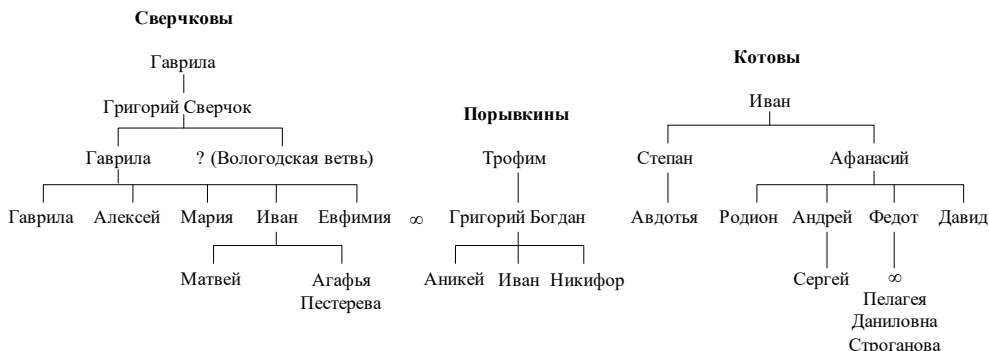 Сверчковы
Гаврила
Григорий Сверчок
Гаврила ? (Вологодская ветвь)
Гаврила Алексей Мария Иван Евфимия ∞
Матвей Агафья
Пестерева
Порывкины
Трофим
Григорий Богдан
Аникей Иван Никифор
Котовы
Иван
Степан Афанасий
Авдотья Родион Андрей Федот Давид
Сергей ∞
Пелагея
Даниловна
Строганова